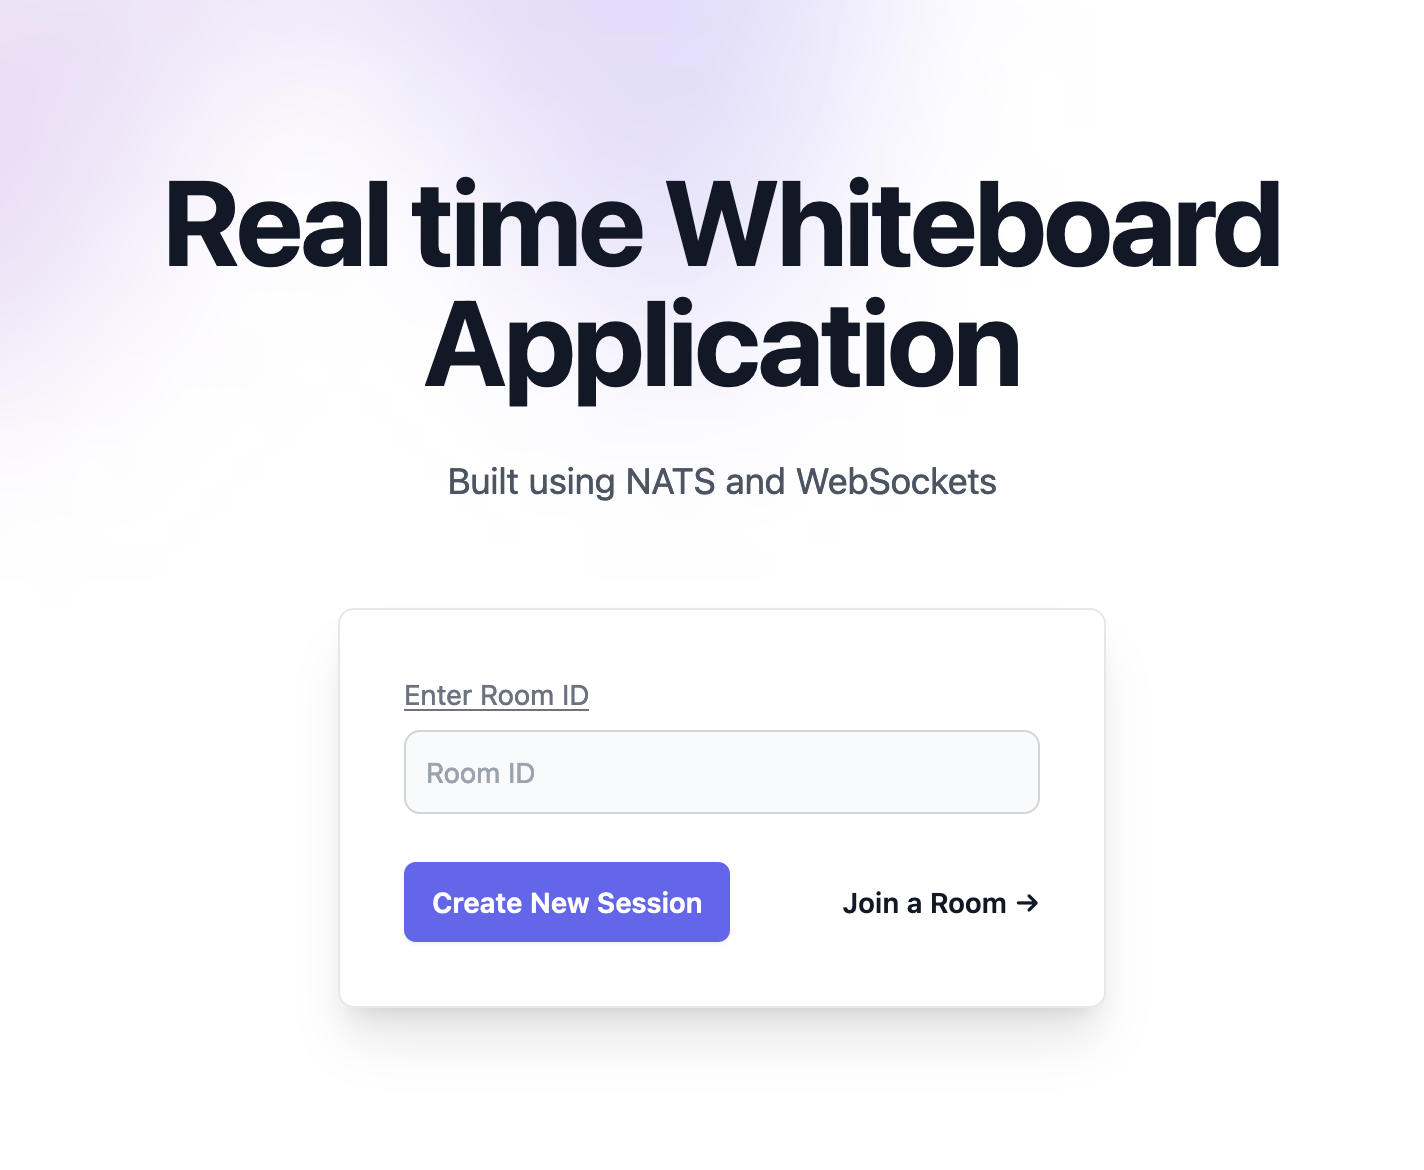 Real time Whiteboard
Application
Built using NATS and WebSockets
Enter Room ID
Room ID
Create New Session
Join a Room →